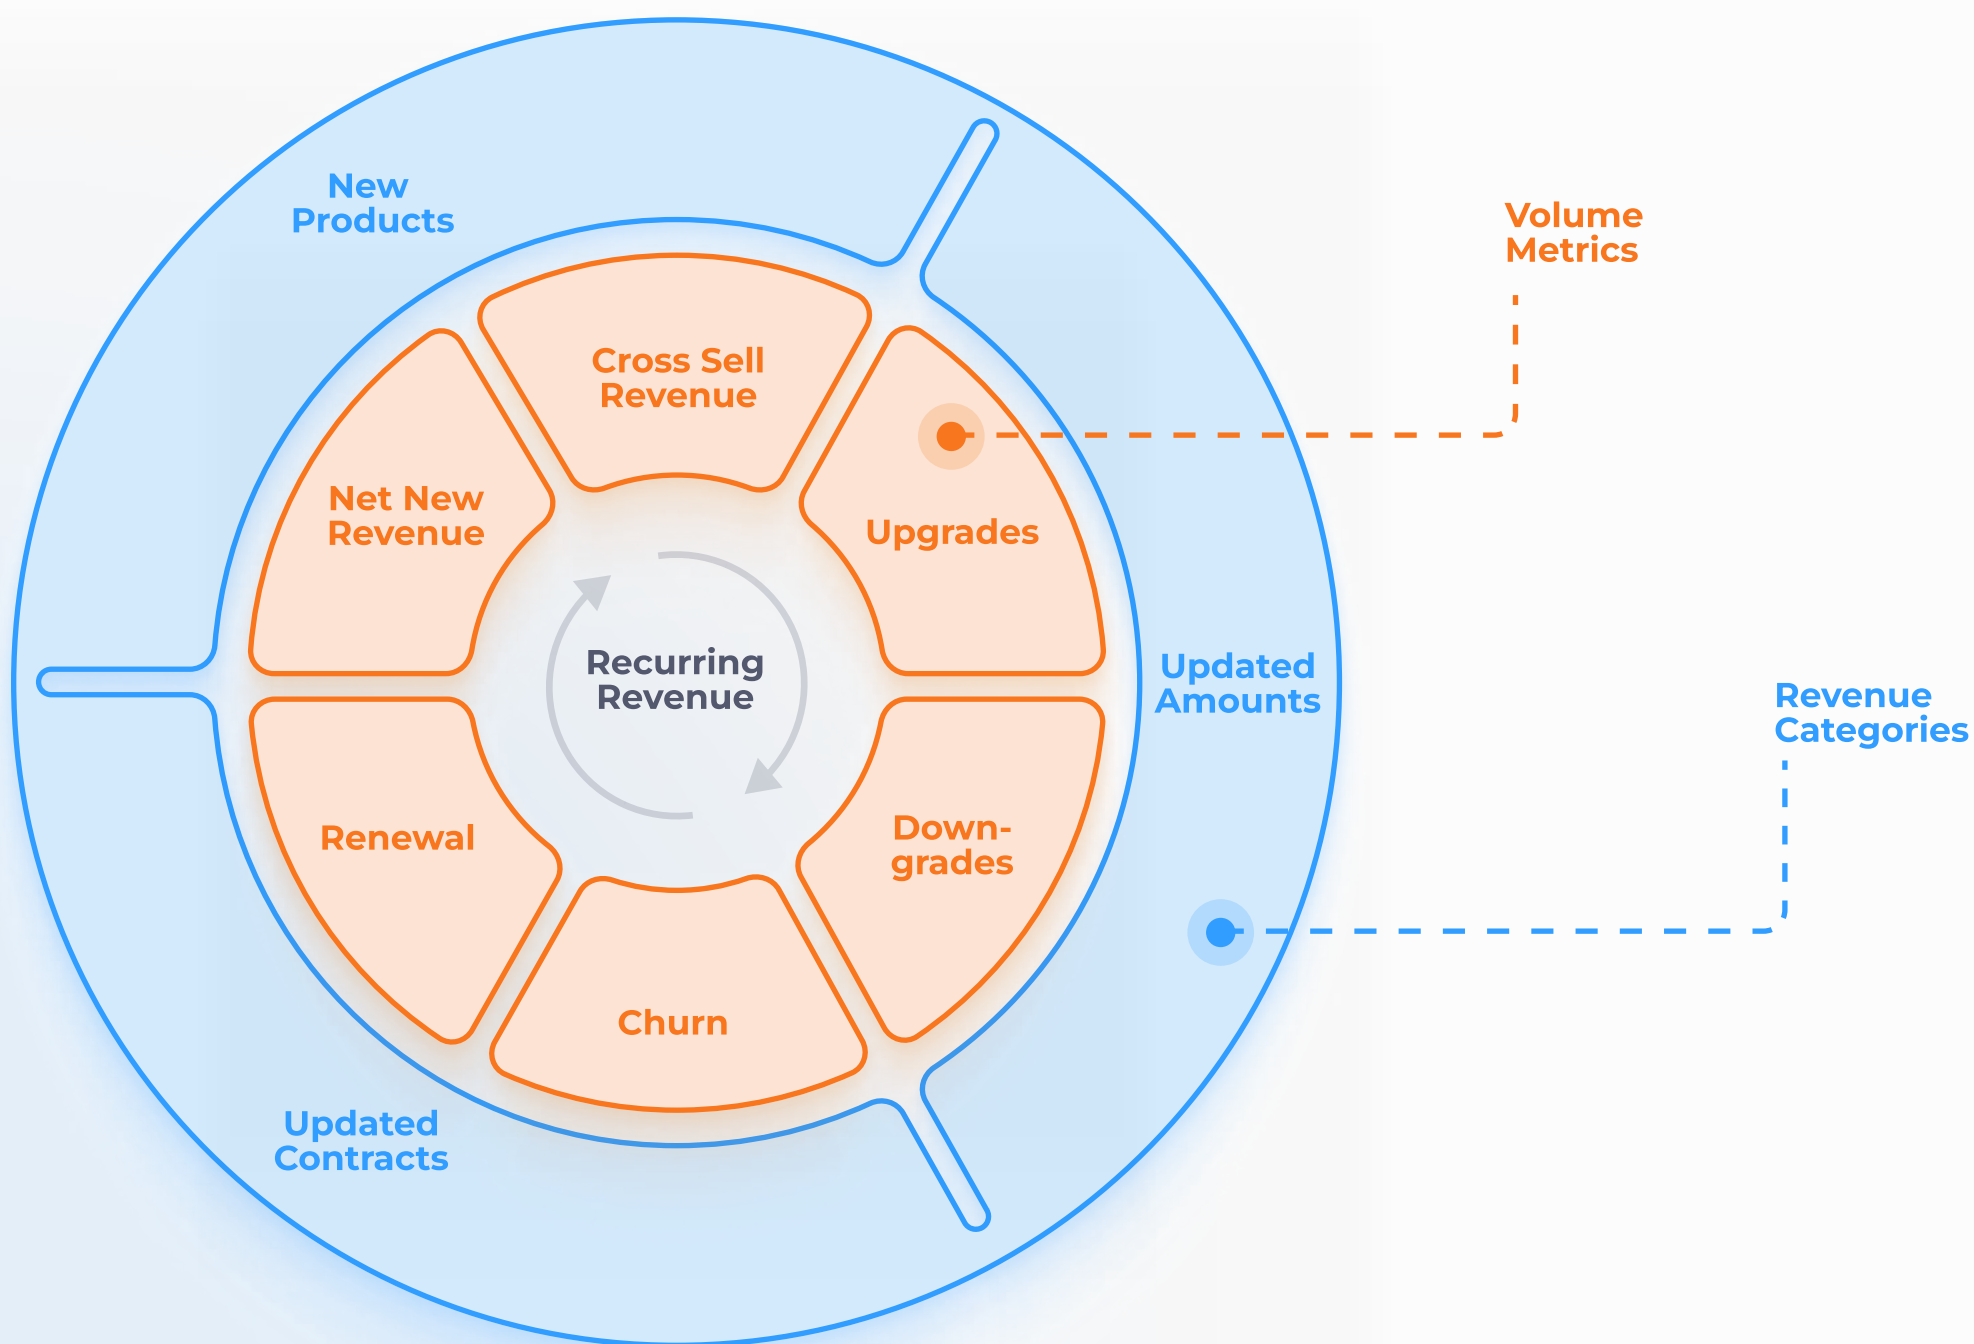 New
Products
Volume
Metrics
Cross Sell
Revenue
Net New
Revenue
Upgrades
Recurring
Revenue
Updated
Amounts
Revenue
Categories
Renewal
Down-
grades
Churn
Updated
Contracts